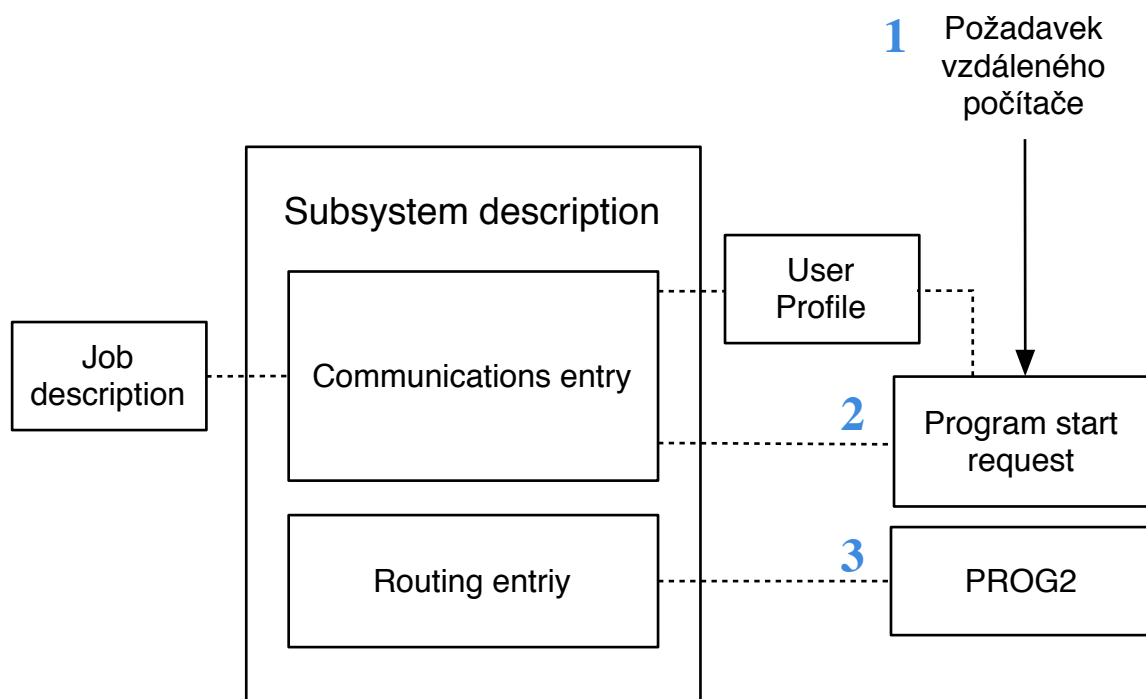 1
Požadavek
vzdáleného
počítače
Subsystem description
User
Profile
Job
description
Communications entry
2
Program start
request
3
Routing entriy
PROG2